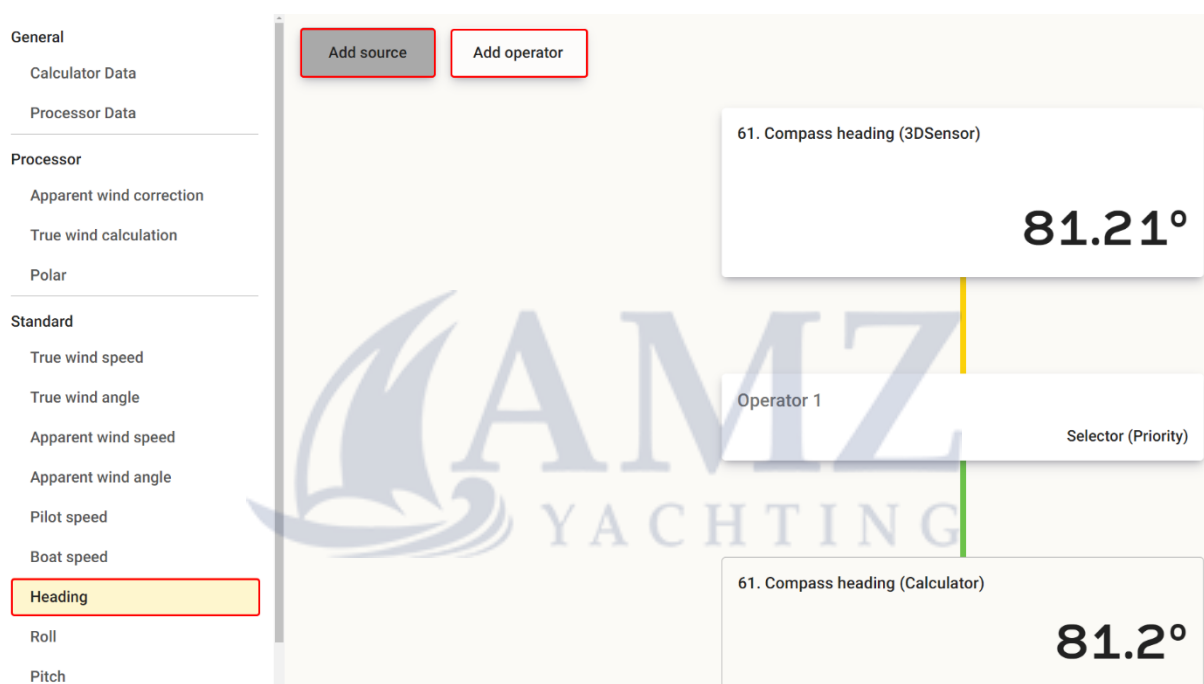 General
Calculator Data
Processor Data
Processor
Apparent wind correction
True wind calculation
Polar
Standard
True wind speed
True wind angle
Apparent wind speed
Apparent wind angle
Pilot speed
Boat speed
Heading
Roll
Pitch
Add source
Add operator
61. Compass heading (3DSensor)
81.21°
Operator 1
Selector (Priority)
61. Compass heading (Calculator)
81.2°
AMZ
YACHTING